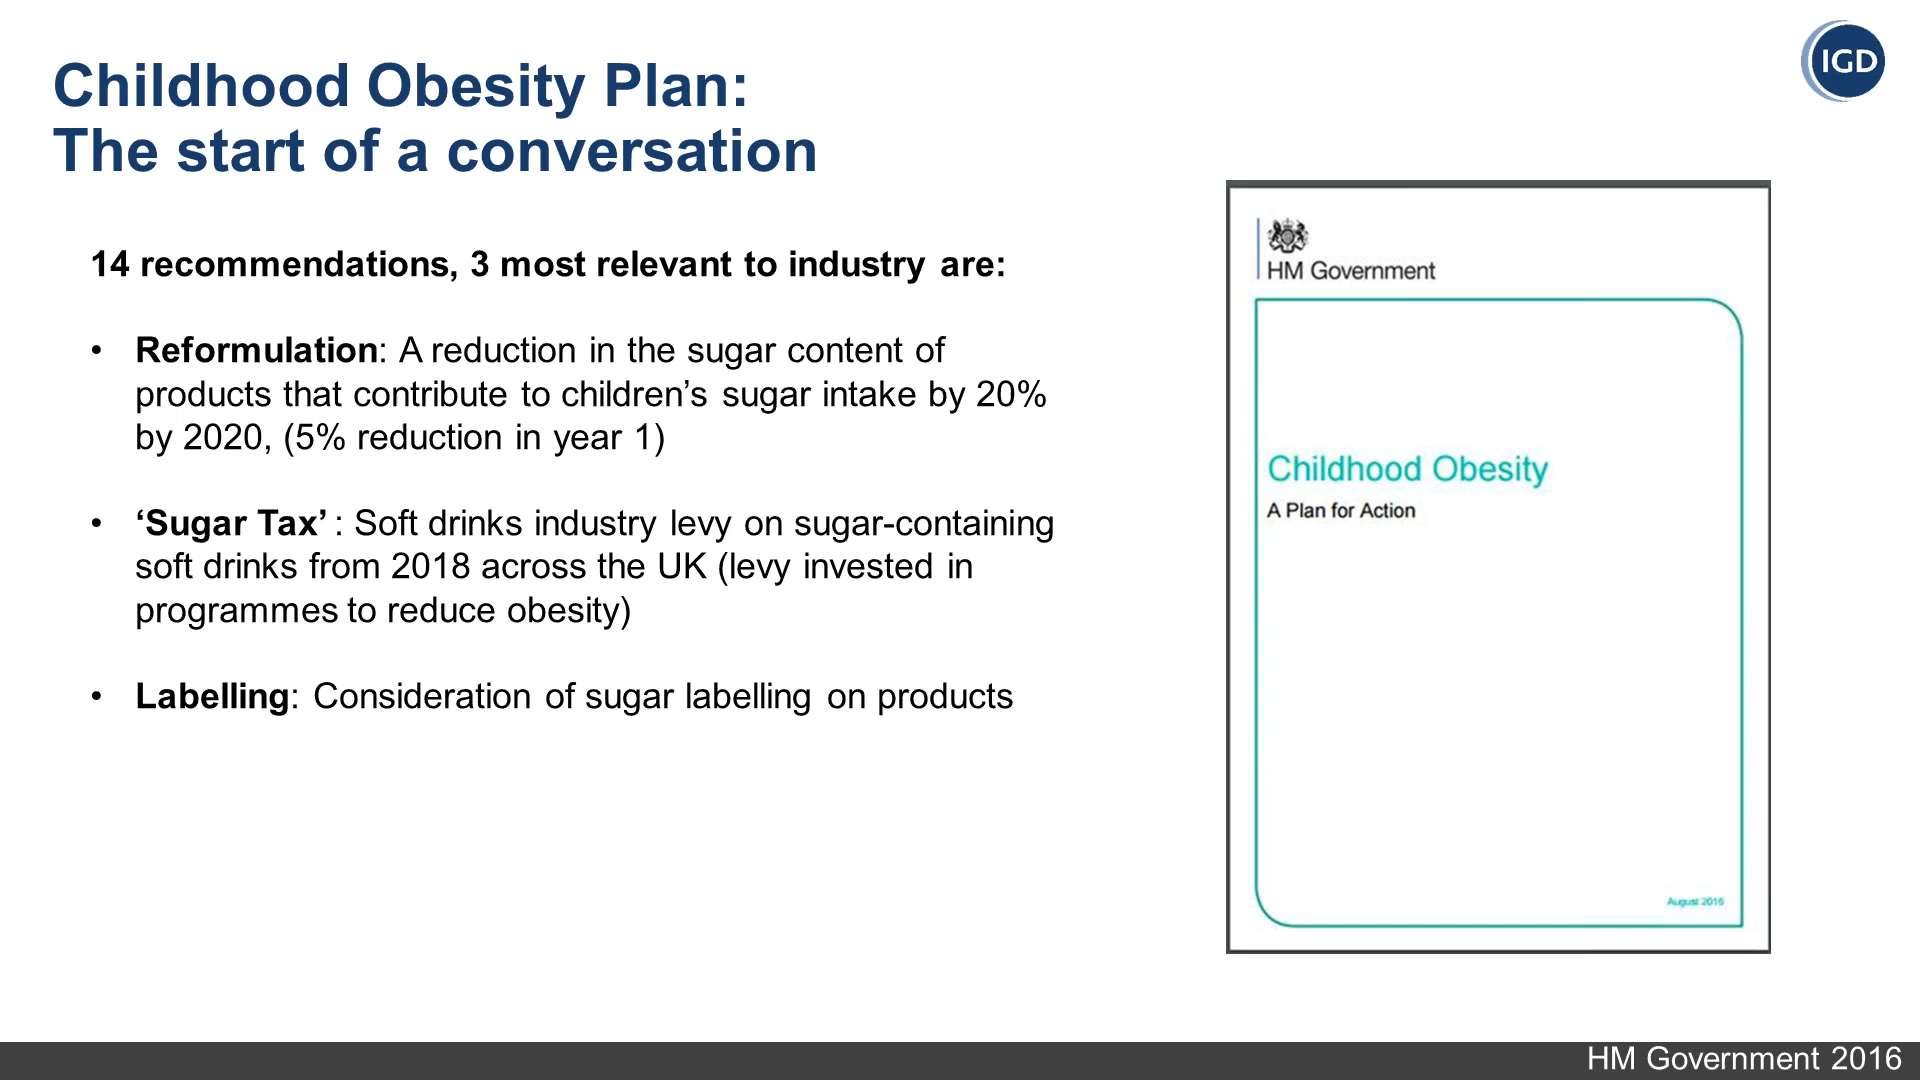 IGD
Childhood Obesity Plan:
The start of a conversation
14 recommendations, 3 most relevant to industry are:
• Reformulation: A reduction in the sugar content of
products that contribute to children’s sugar intake by 20%
by 2020, (5% reduction in year 1)
• ‘Sugar Tax’ : Soft drinks industry levy on sugar-containing
soft drinks from 2018 across the UK (levy invested in
programmes to reduce obesity)
• Labelling: Consideration of sugar labelling on products
HM Government
Childhood Obesity
A Plan for Action
August 2016
HM Government 2016